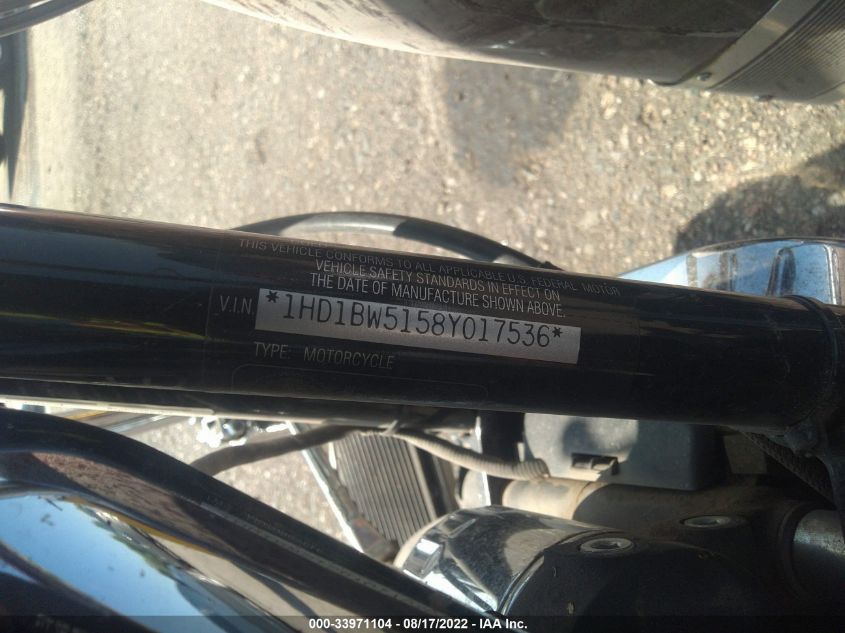 THIS VEHICLE CONFORMS TO ALL APPLICABLE U.S. FEDERAL MOTOR
VEHICLE SAFETY STANDARDS IN EFFECT ON
THE DATE OF MANUFACTURE SHOWN ABOVE.
V.I.N. *1HD1BW5158Y017536*
TYPE: MOTORCYCLE
000-33971104 - 08/17/2022 - IAA Inc.